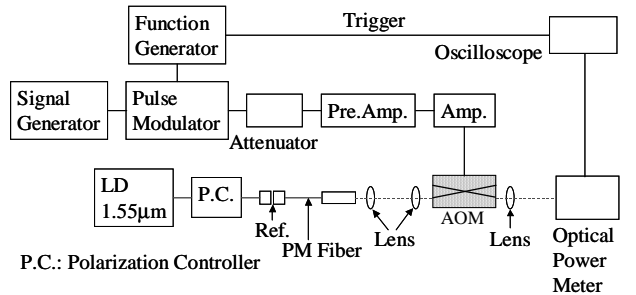 Function
Generator
Trigger
Oscilloscope
Signal
Generator
Pulse
Modulator
Attenuator
Pre.Amp.
Amp.
LD
1.55µm
P.C.
Ref.
PM Fiber
Lens
AOM
Lens
Optical
Power
Meter
P.C.: Polarization Controller